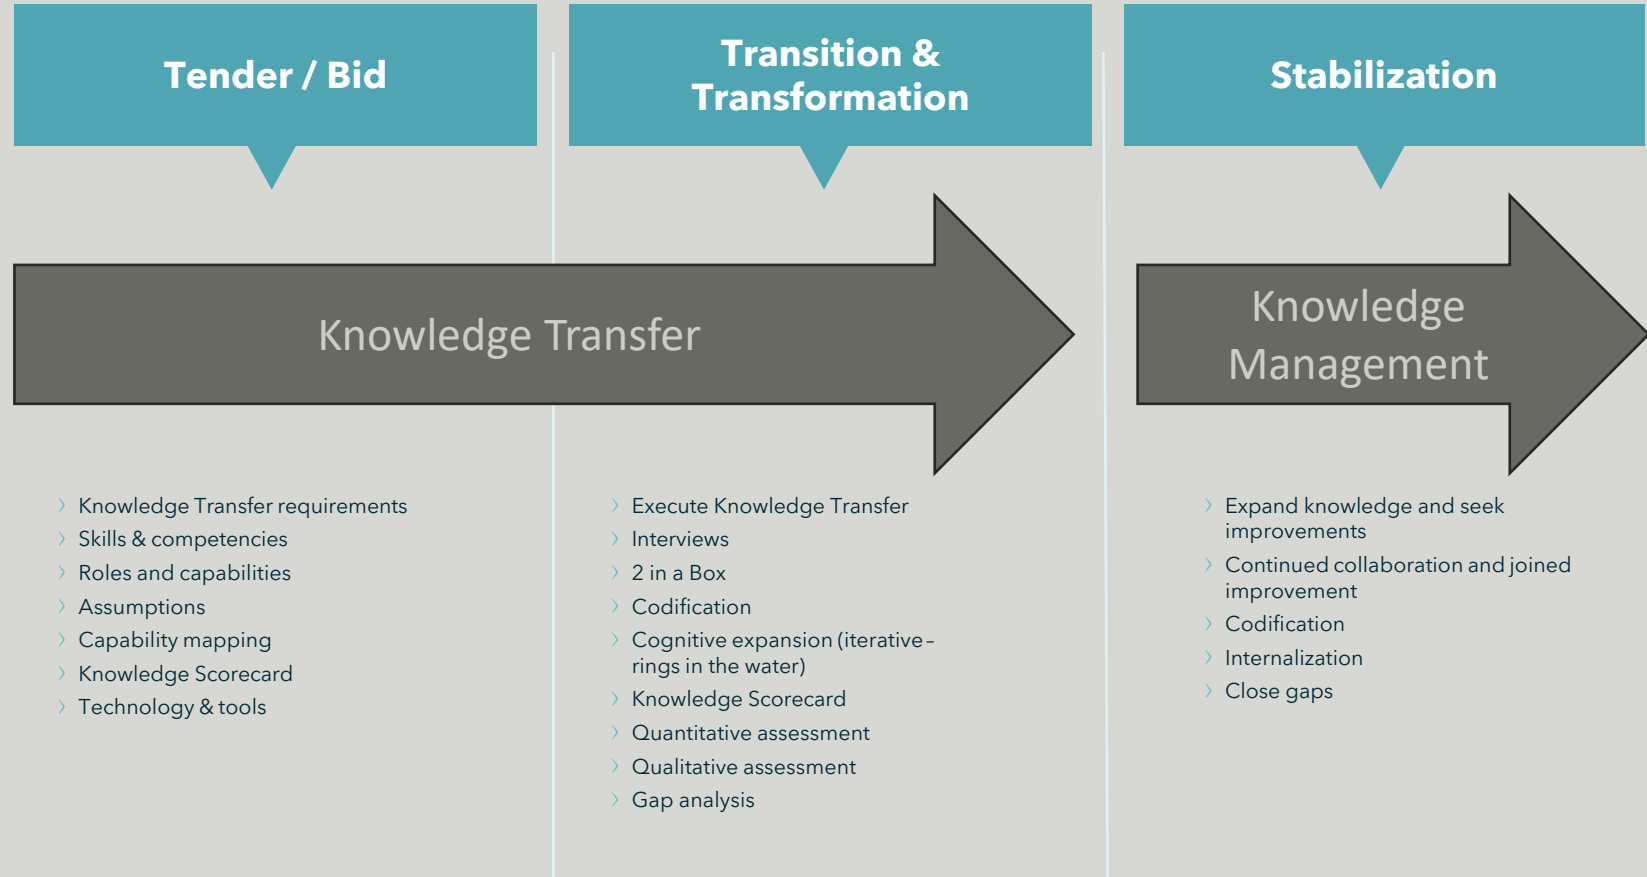 Tender / Bid
Transition &
Transformation
Stabilization
Knowledge Transfer
Knowledge
Management
› Knowledge Transfer requirements
› Skills & competencies
› Roles and capabilities
› Assumptions
› Capability mapping
› Knowledge Scorecard
› Technology & tools
› Execute Knowledge Transfer
› Interviews
› 2 in a Box
› Codification
› Cognitive expansion (iterative –
rings in the water)
› Knowledge Scorecard
› Quantitative assessment
› Qualitative assessment
› Gap analysis
› Expand knowledge and seek
improvements
› Continued collaboration and joined
improvement
› Codification
› Internalization
› Close gaps